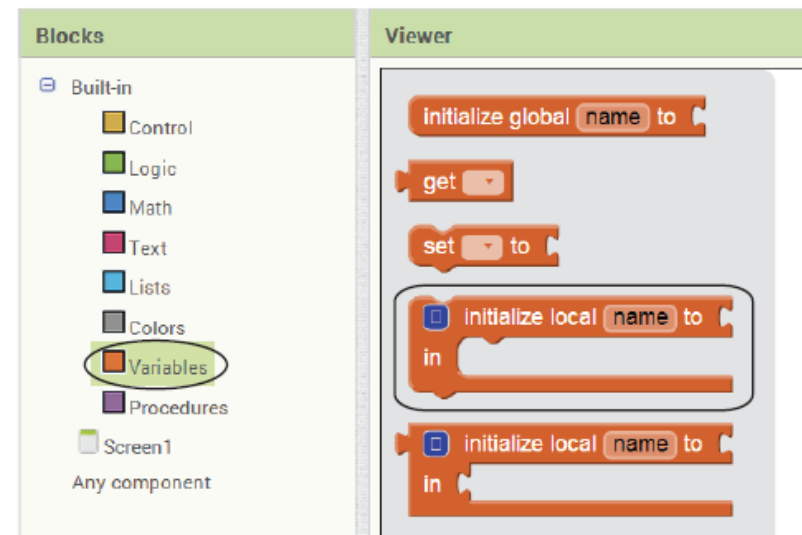 Blocks
Built-in
Control
Logic
Math
Text
Lists
Colors
Variables
Procedures
Screen1
Any component
Viewer
initialize global name to
get
set to
initialize local name to
in
initialize local name to
in